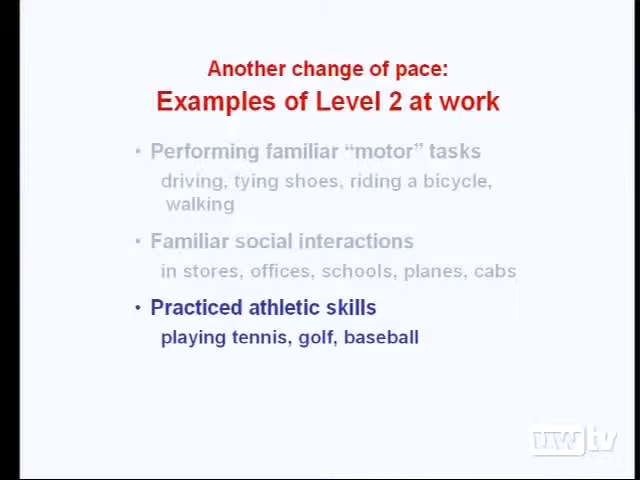 Another change of pace:
Examples of Level 2 at work
• Performing familiar “motor” tasks
driving, tying shoes, riding a bicycle,
walking
• Familiar social interactions
in stores, offices, schools, planes, cabs
• Practiced athletic skills
playing tennis, golf, baseball
uwtv